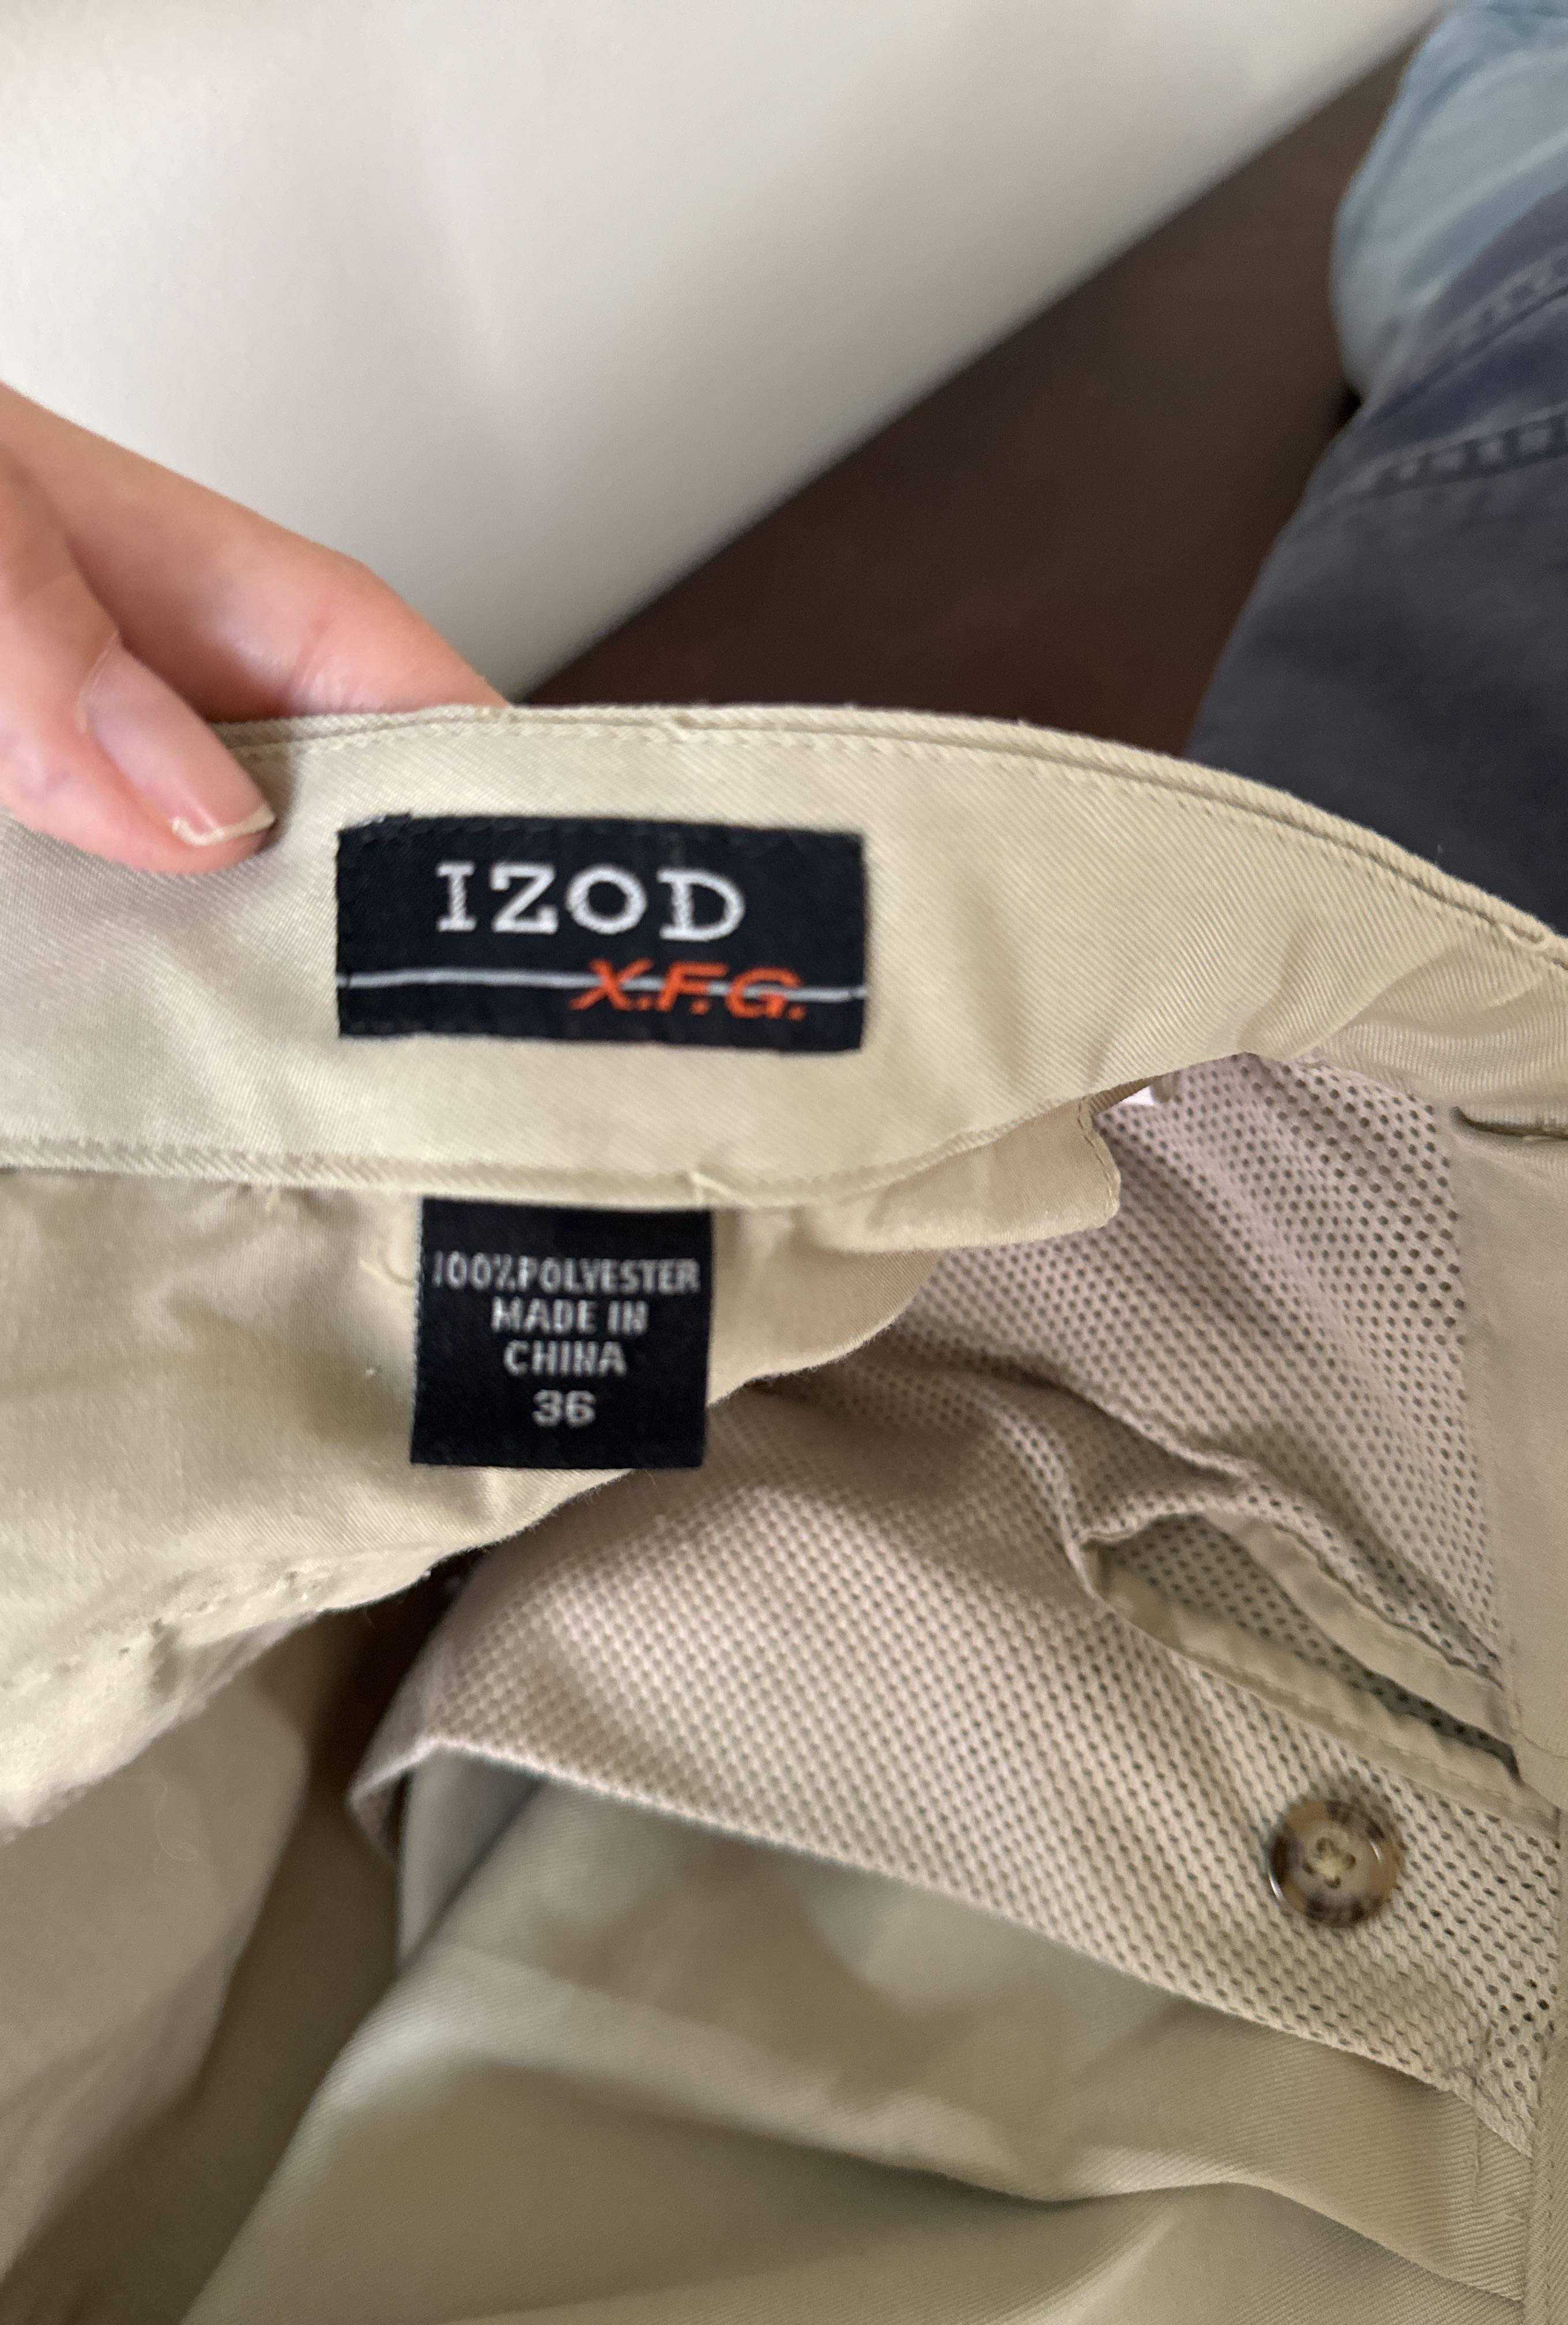 IZOD
X.F.G.
100% POLYESTER
MADE IN
CHINA
36